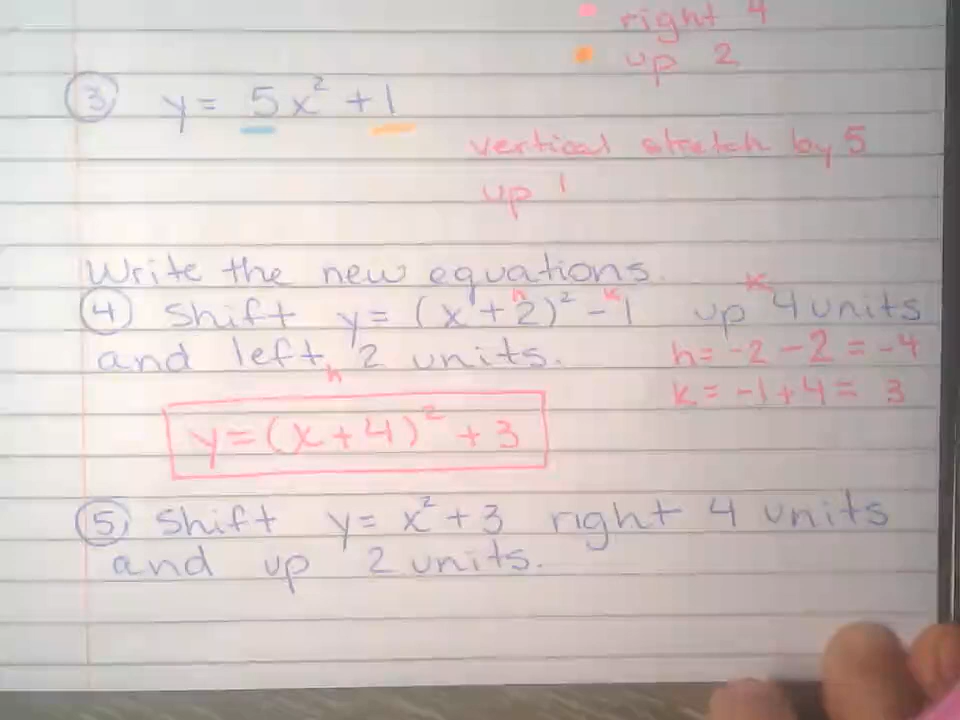 right 4
up 2
③ y = 5x² + 1
vertical stretch by 5
up 1
Write the new equations.
④ Shift y = (x + 2)² - 1 up 4 units
h k k
and left 2 units.
h
h = -2 - 2 = -4
k = -1 + 4 = 3
y = (x + 4)² + 3
⑤ Shift y = x² + 3 right 4 units
and up 2 units.